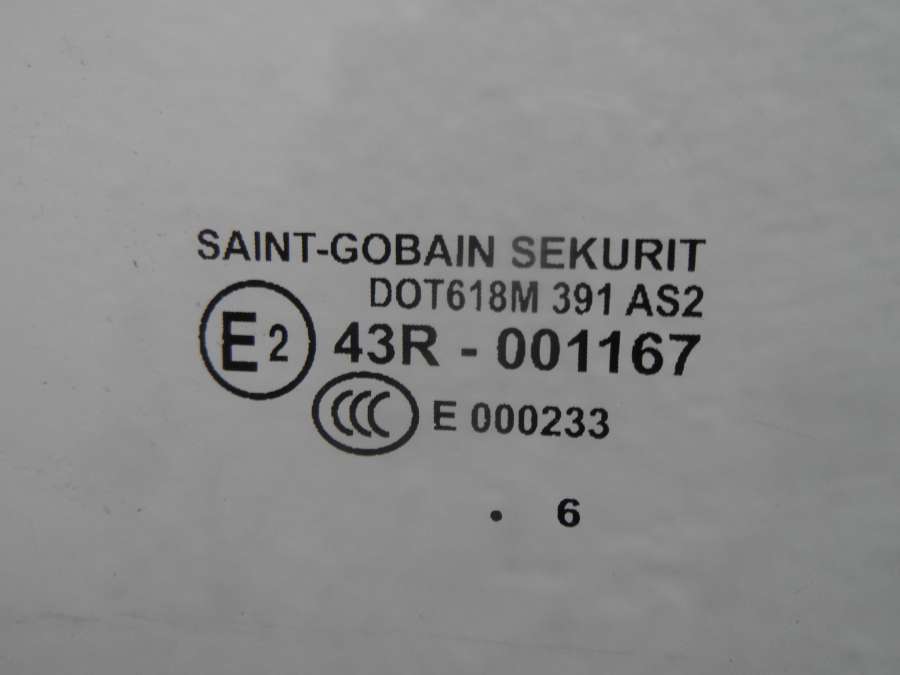 SAINT-GOBAIN SEKURIT
DOT618M 391 AS2
E2 43R - 001167
CCC E 000233
. 6